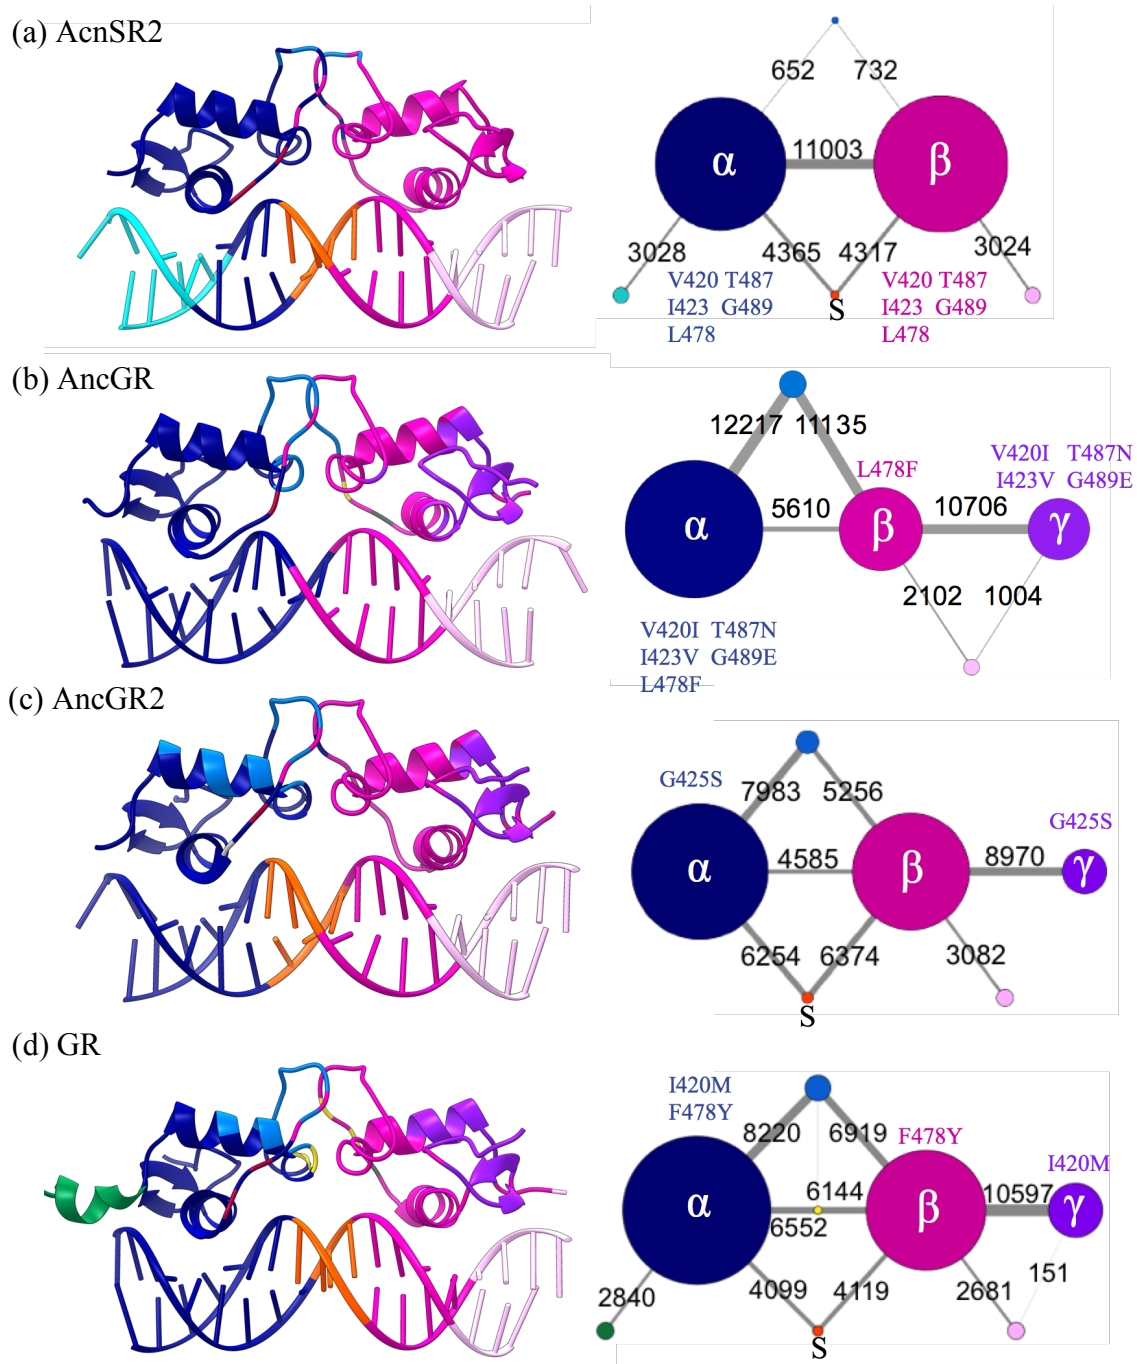 (a) AcnSR2
652 732
11003
α β
3028 4365 4317 3024
V420 T487 V420 T487
I423 G489 S I423 G489
L478 L478
(b) AncGR
12217 11135
L478F
V420I T487N
I423V G489E
5610 10706
α β γ
2102 1004
V420I T487N
I423V G489E
L478F
(c) AncGR2
G425S 7983 5256
G425S
4585 8970
α β γ
6254 6374 3082
S
(d) GR
I420M
F478Y
8220 6919 F478Y
I420M
6144 10597
α β γ
6552
151
2840 4099 4119 2681
S